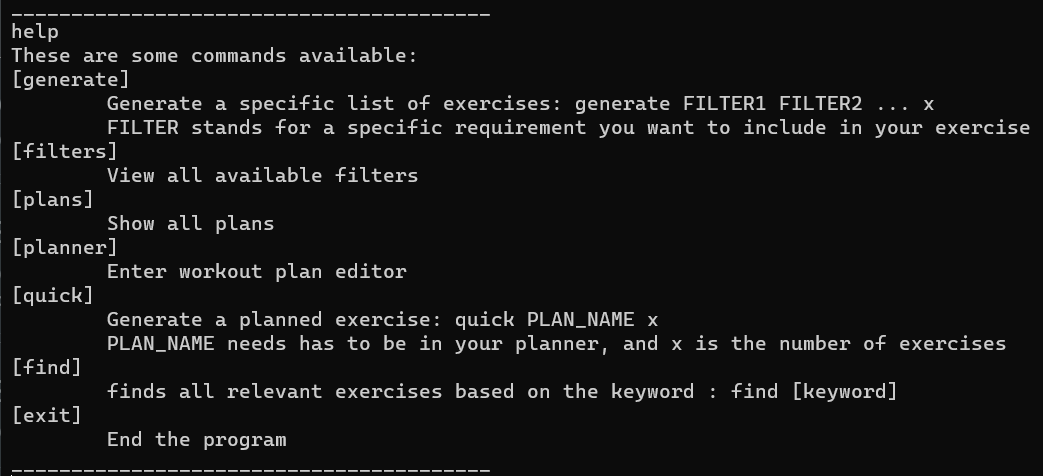 ________________________________________
help
These are some commands available:
[generate]
Generate a specific list of exercises: generate FILTER1 FILTER2 ... x
FILTER stands for a specific requirement you want to include in your exercise
[filters]
View all available filters
[plans]
Show all plans
[planner]
Enter workout plan editor
[quick]
Generate a planned exercise: quick PLAN_NAME x
PLAN_NAME needs has to be in your planner, and x is the number of exercises
[find]
finds all relevant exercises based on the keyword : find [keyword]
[exit]
End the program
________________________________________